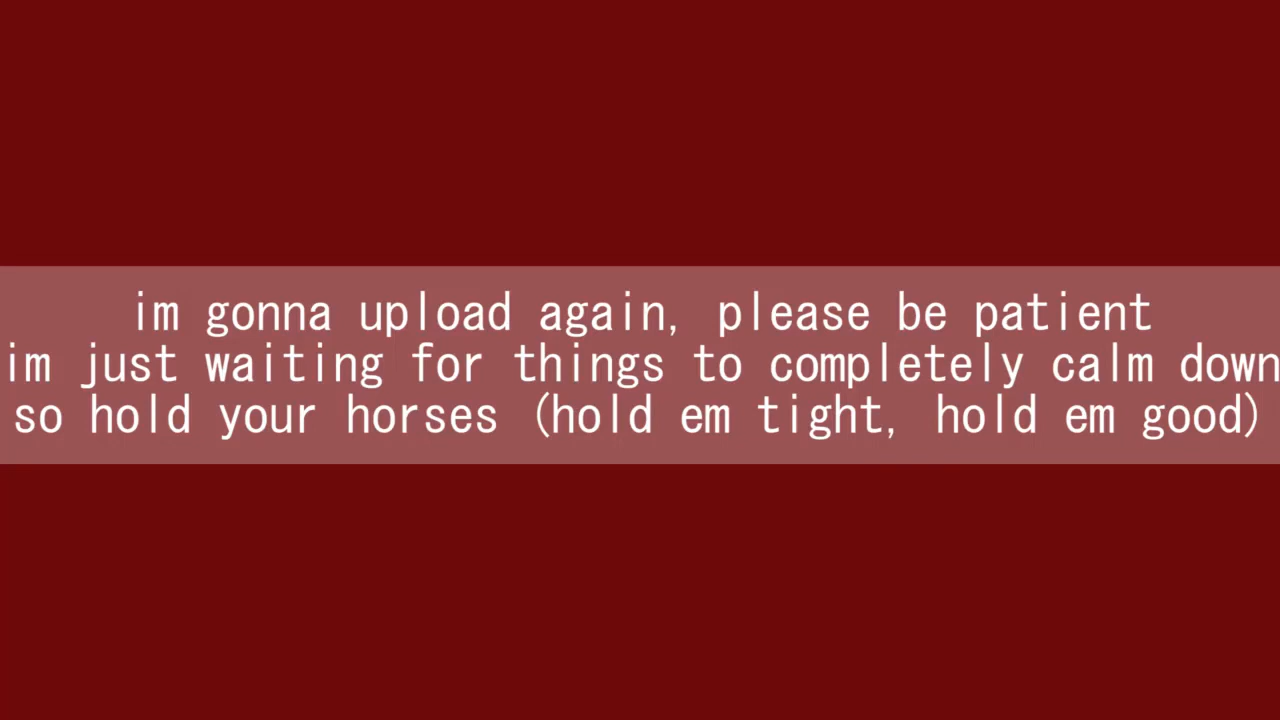 im gonna upload again, please be patient
im just waiting for things to completely calm down
so hold your horses (hold em tight, hold em good)